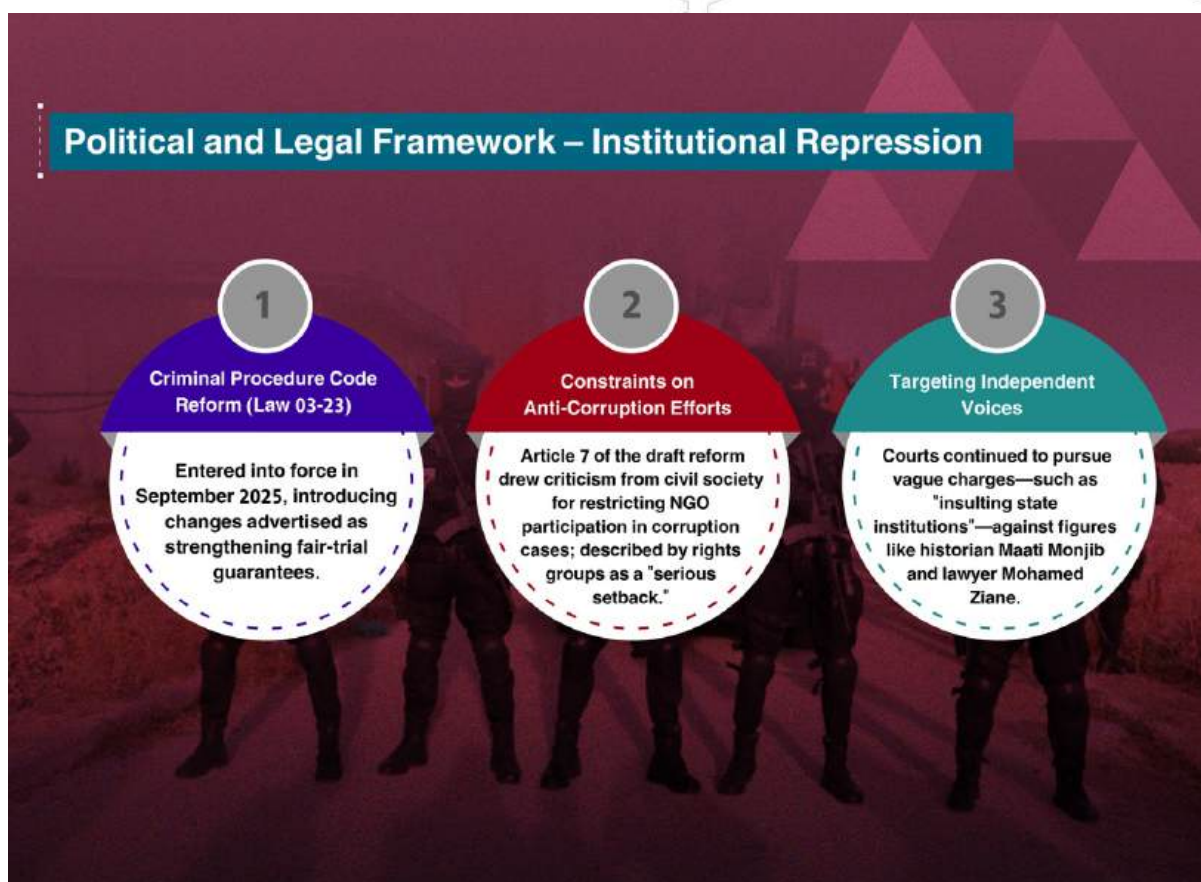 Political and Legal Framework – Institutional Repression
1
Criminal Procedure Code
Reform (Law 03-23)
Entered into force in
September 2025, introducing
changes advertised as
strengthening fair-trial
guarantees.
2
Constraints on
Anti-Corruption Efforts
Article 7 of the draft reform
drew criticism from civil society
for restricting NGO
participation in corruption
cases; described by rights
groups as a "serious
setback."
3
Targeting Independent
Voices
Courts continued to pursue
vague charges—such as
"insulting state
institutions"—against figures
like historian Maati Monjib
and lawyer Mohamed
Ziane.